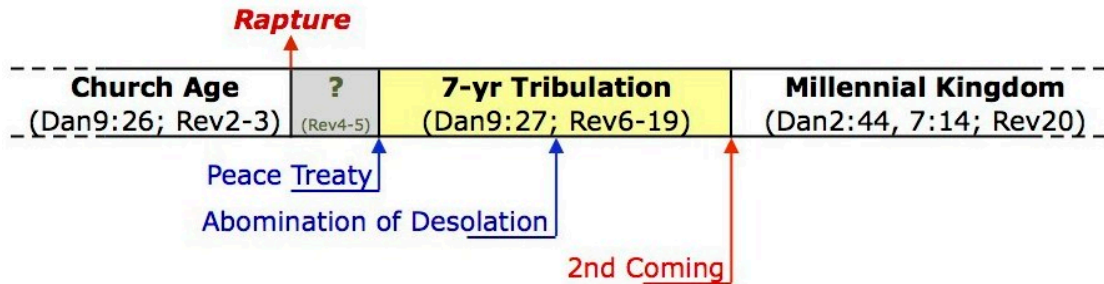 Rapture
Church Age
(Dan9:26; Rev2-3)
?
(Rev4-5)
7-yr Tribulation
(Dan9:27; Rev6-19)
Millennial Kingdom
(Dan2:44, 7:14; Rev20)
Peace Treaty
Abomination of Desolation
2nd Coming